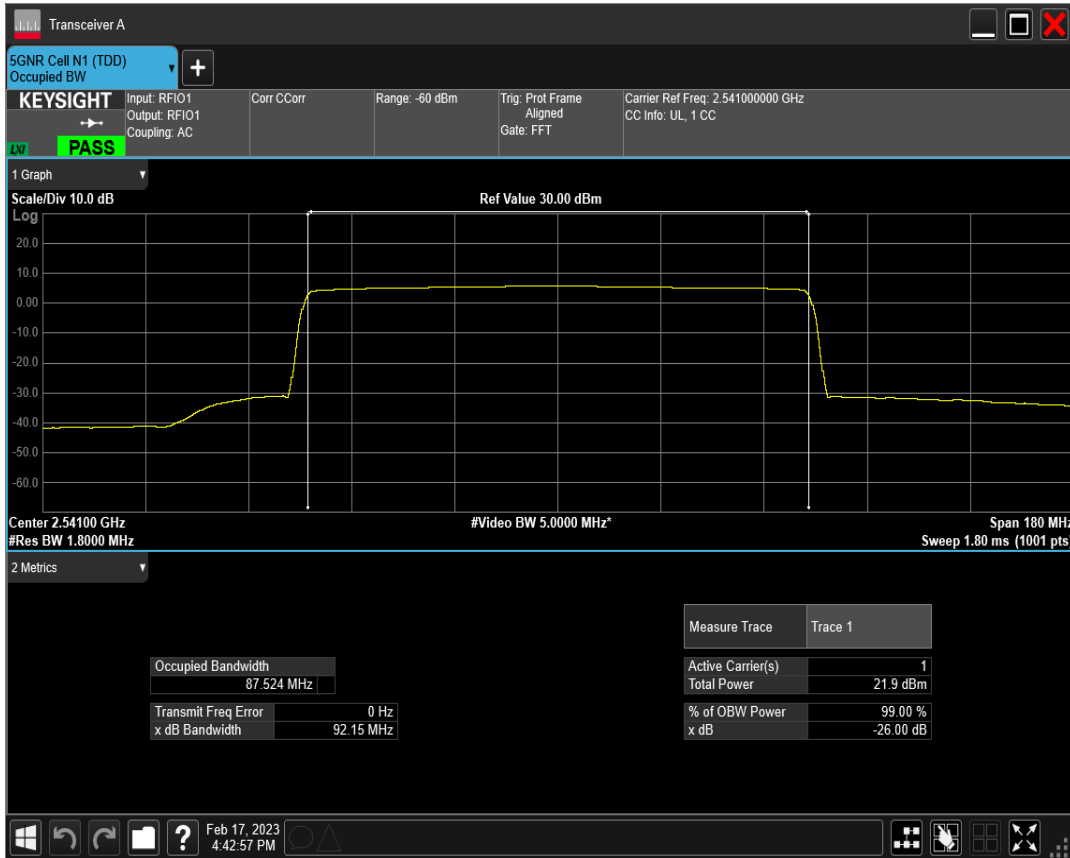 Transceiver A
5GNR Cell N1 (TDD)
Occupied BW
+
KEYSIGHT
LXI
PASS
Input: RFIO1
Output: RFIO1
Coupling: AC
Corr CCorr
Range: -60 dBm
Trig: Prot Frame
Aligned
Gate: FFT
Carrier Ref Freq: 2.541000000 GHz
CC Info: UL, 1 CC
1 Graph
Scale/Div 10.0 dB
Ref Value 30.00 dBm
Log
20.0
10.0
0.00
-10.0
-20.0
-30.0
-40.0
-50.0
-60.0
Center 2.54100 GHz
#Video BW 5.0000 MHz*
Span 180 MHz
#Res BW 1.8000 MHz
Sweep 1.80 ms (1001 pts)
2 Metrics
Measure Trace Trace 1
Occupied Bandwidth
87.524 MHz
Active Carrier(s) 1
Total Power 21.9 dBm
Transmit Freq Error 0 Hz
x dB Bandwidth 92.15 MHz
% of OBW Power 99.00 %
x dB -26.00 dB
?
Feb 17, 2023
4:42:57 PM